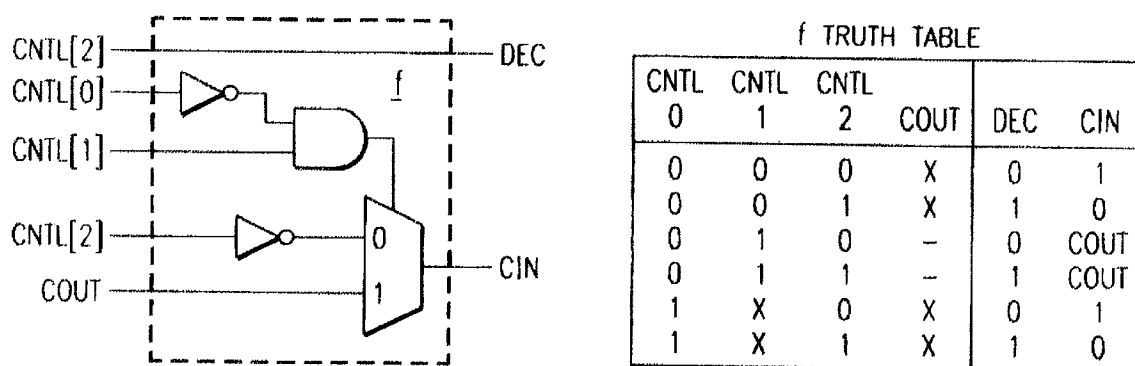 CNTL[2]
DEC
CNTL[0]
f
CNTL[1]
CNTL[2]
0
CIN
COUT
1
f TRUTH TABLE
CNTL CNTL CNTL
0 1 2 COUT DEC CIN
0 0 0 X 0 1
0 0 1 X 1 0
0 1 0 – 0 COUT
0 1 1 – 1 COUT
1 X 0 X 0 1
1 X 1 X 1 0